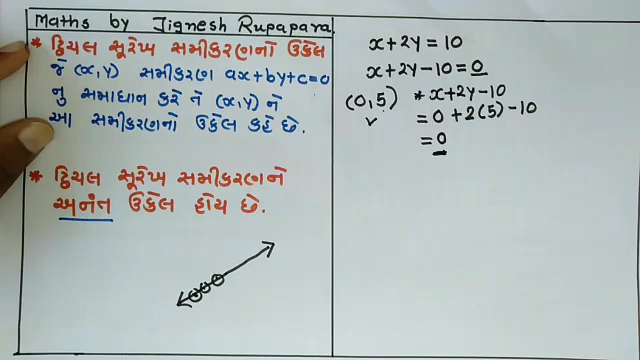 Maths by Jignesh Rupapara.
* દ્વિચલ સુરેખ સમીકરણનો ઉકેલ
જે (x,y) સમીકરણ ax+by+c=0
નુ સમાધાન કરે તે (x,y) ને
આ સમીકરણનો ઉકેલ કહે છે.
* દ્વિચલ સુરેખ સમીકરણને
અનંત ઉકેલ હોય છે.
x+2y=10
x+2y-10=0
(0,5) * x+2y-10
✓ = 0+2(5)-10
= 0